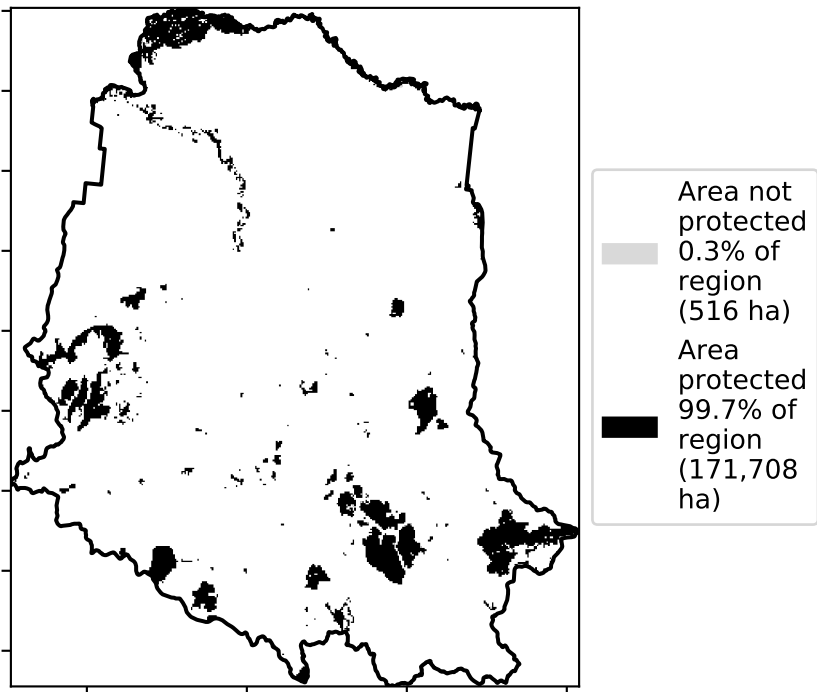 Area not
protected
0.3% of
region
(516 ha)
Area
protected
99.7% of
region
(171,708
ha)